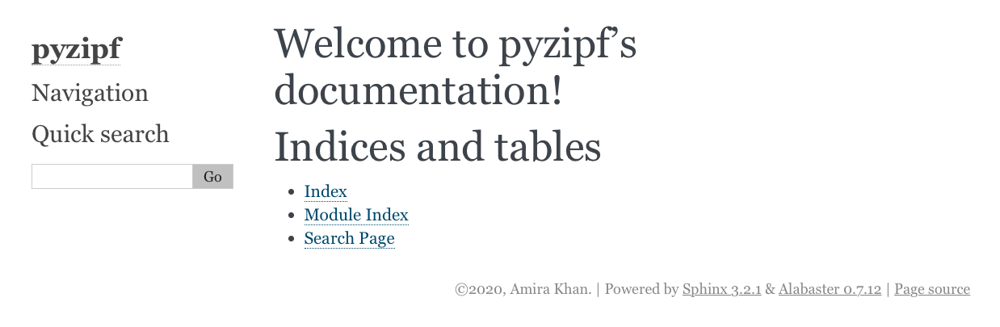 pyzipf
Navigation
Quick search
Go
Welcome to pyzipf’s
documentation!
Indices and tables
Index
Module Index
Search Page
©2020, Amira Khan. | Powered by Sphinx 3.2.1 & Alabaster 0.7.12 | Page source